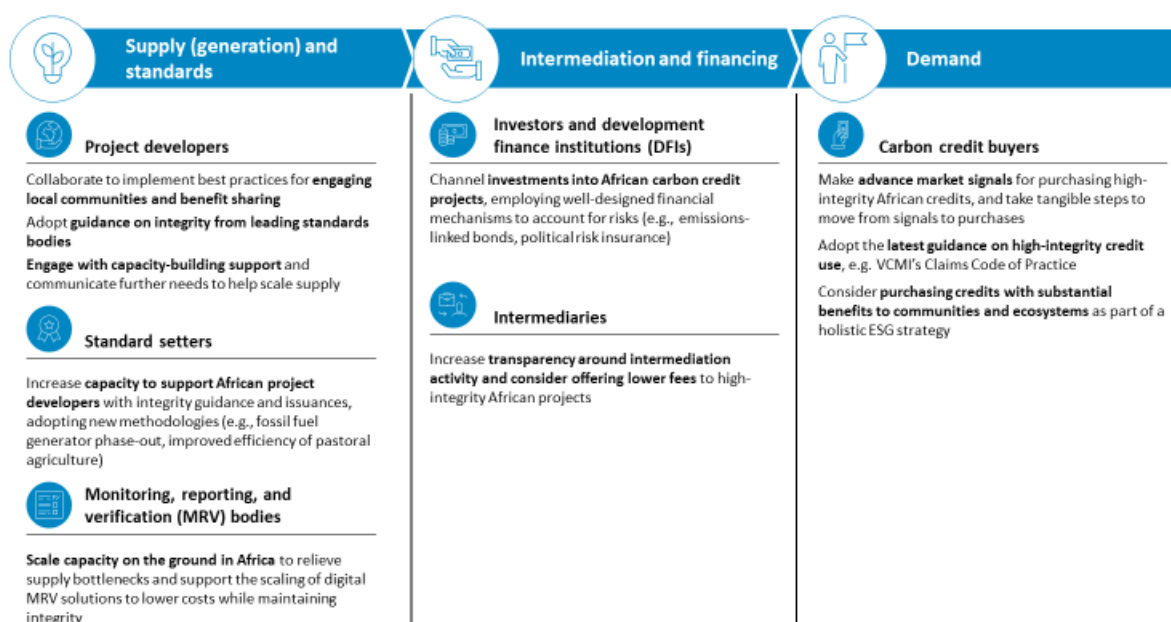 Supply (generation) and
standards
Intermediation and financing
Demand
Project developers
Collaborate to implement best practices for engaging
local communities and benefit sharing
Adopt guidance on integrity from leading standards
bodies
Engage with capacity-building support and
communicate further needs to help scale supply
Standard setters
Increase capacity to support African project
developers with integrity guidance and issuances,
adopting new methodologies (e.g., fossil fuel
generator phase-out, improved efficiency of pastoral
agriculture)
Monitoring, reporting, and
verification (MRV) bodies
Scale capacity on the ground in Africa to relieve
supply bottlenecks and support the scaling of digital
MRV solutions to lower costs while maintaining
integrity
Investors and development
finance institutions (DFIs)
Channel investments into African carbon credit
projects, employing well-designed financial
mechanisms to account for risks (e.g., emissions-
linked bonds, political risk insurance)
Intermediaries
Increase transparency around intermediation
activity and consider offering lower fees to high-
integrity African projects
Carbon credit buyers
Make advance market signals for purchasing high-
integrity African credits, and take tangible steps to
move from signals to purchases
Adopt the latest guidance on high-integrity credit
use, e.g. VCMI's Claims Code of Practice
Consider purchasing credits with substantial
benefits to communities and ecosystems as part of a
holistic ESG strategy